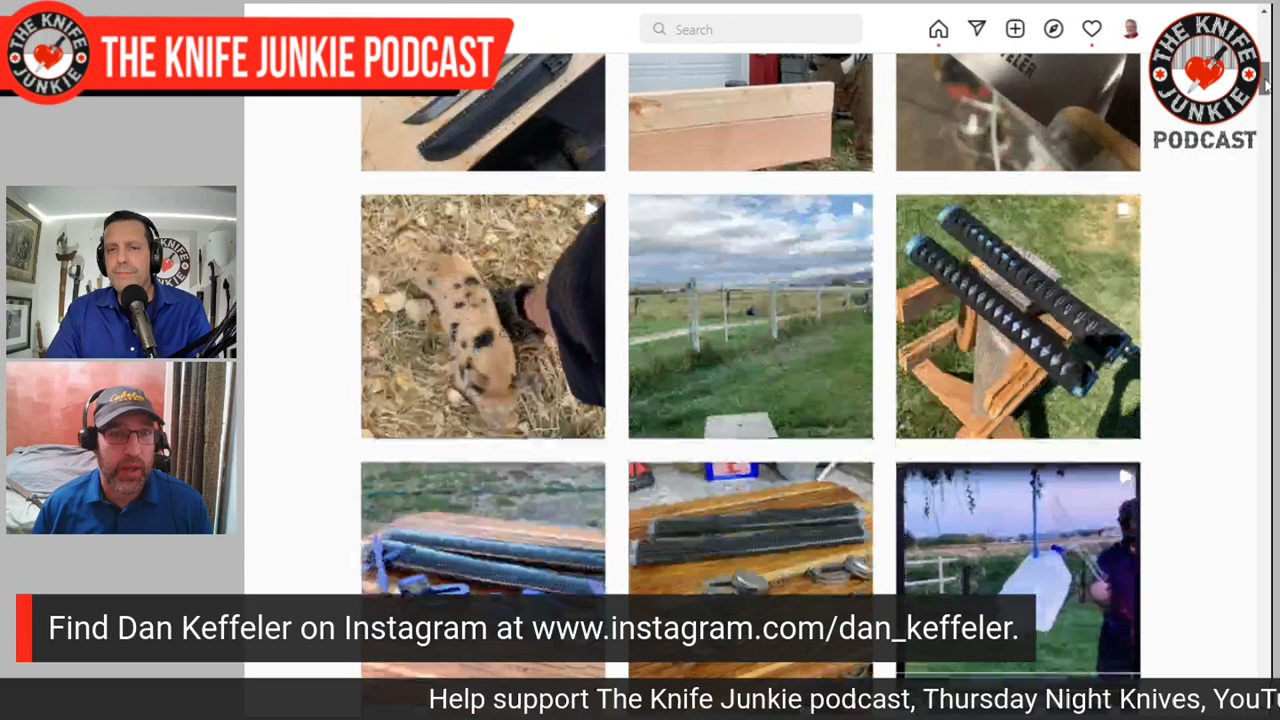 THE KNIFE JUNKIE
THE KNIFE JUNKIE PODCAST
Search
THE KNIFE JUNKIE
PODCAST
Find Dan Keffeler on Instagram at www.instagram.com/dan_keffeler.
Help support The Knife Junkie podcast, Thursday Night Knives, YouT